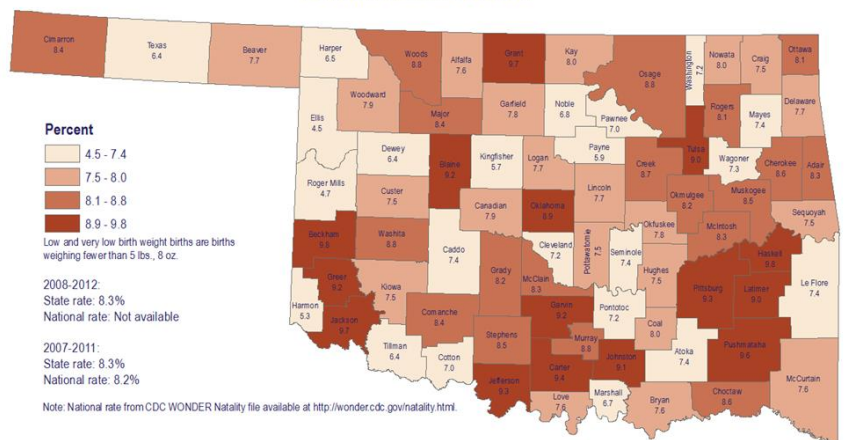 Cimarron
8.4
Texas
6.4
Beaver
7.7
Harper
6.5
Woods
8.8
Alfalfa
7.6
Grant
9.7
Kay
8.0
Osage
8.8
Washington
7.2
Nowata
8.0
Craig
7.5
Ottawa
8.1
Ellis
4.5
Woodward
7.9
Major
8.4
Garfield
7.8
Noble
6.8
Pawnee
7.0
Rogers
8.1
Mayes
7.4
Delaware
7.7
Percent
4.5 - 7.4
7.5 - 8.0
8.1 - 8.8
8.9 - 9.8
Low and very low birth weight births are births
weighing fewer than 5 lbs., 8 oz.
2008-2012:
State rate: 8.3%
National rate: Not available
2007-2011:
State rate: 8.3%
National rate: 8.2%
Dewey
6.4
Blaine
9.2
Kingfisher
5.7
Logan
7.7
Payne
5.9
Creek
8.7
Tulsa
9.0
Wagoner
7.3
Cherokee
8.6
Adair
8.3
Roger Mills
4.7
Custer
7.5
Canadian
7.9
Oklahoma
8.9
Lincoln
7.7
Okmulgee
8.2
Muskogee
8.5
Sequoyah
7.5
Beckham
Washita
8.8
Caddo
7.4
Grady
8.2
McClain
8.3
Cleveland
7.2
Pottawatomie
7.5
Seminole
7.4
Okfuskee
McIntosh
8.3
Haskell
Hughes
7.5
Pittsburg
9.3
Latimer
9.0
Le Flore
7.4
Greer
9.2
Harmon
5.3
Jackson
9.7
Kiowa
7.5
Comanche
8.4
Tillman
6.4
Cotton
7.0
Stephens
8.5
Garvin
9.2
Murray
8.8
Pontotoc
7.2
Coal
8.0
Pushmataha
9.6
Jefferson
9.3
Carter
9.4
Johnston
9.1
Atoka
7.4
Love
7.6
Marshall
Bryan
7.6
Choctaw
8.6
McCurtain
7.6
Note: National rate from CDC WONDER Natality file available at http://wonder.cdc.gov/natality.html.